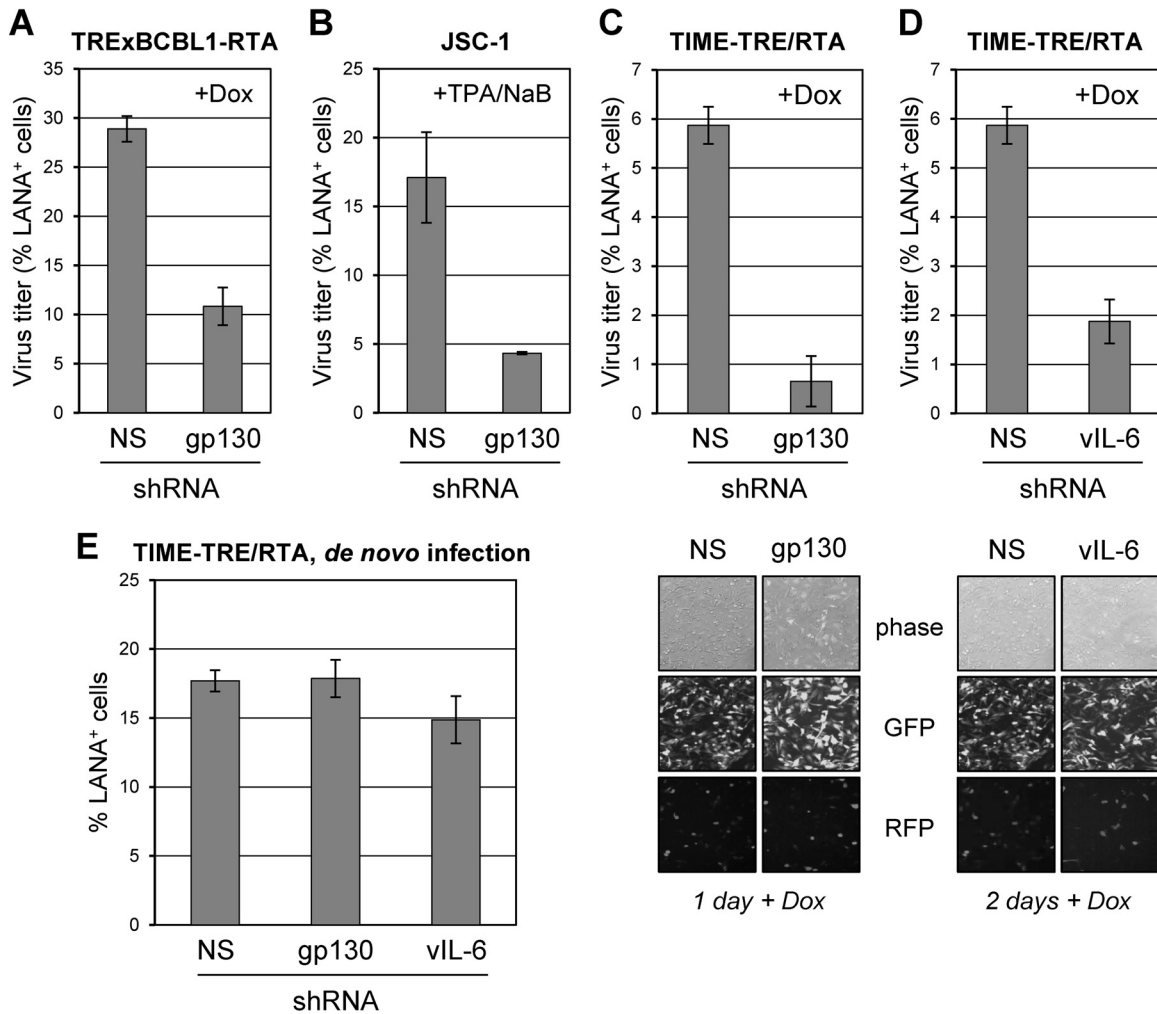 A
TRExBCBL1-RTA
Virus titer (% LANA+ cells)
35
30
25
20
15
10
5
0
+Dox
NS
gp130
shRNA
B
JSC-1
Virus titer (% LANA+ cells)
25
20
15
10
5
0
+TPA/NaB
NS
gp130
shRNA
C
TIME-TRE/RTA
Virus titer (% LANA+ cells)
7
6
5
4
3
2
1
0
+Dox
NS
gp130
shRNA
D
TIME-TRE/RTA
Virus titer (% LANA+ cells)
7
6
5
4
3
2
1
0
+Dox
NS
vIL-6
shRNA
E
TIME-TRE/RTA, de novo infection
% LANA+ cells
25
20
15
10
5
0
NS
gp130
vIL-6
shRNA
NS
gp130
NS
vIL-6
phase
GFP
RFP
1 day + Dox
2 days + Dox